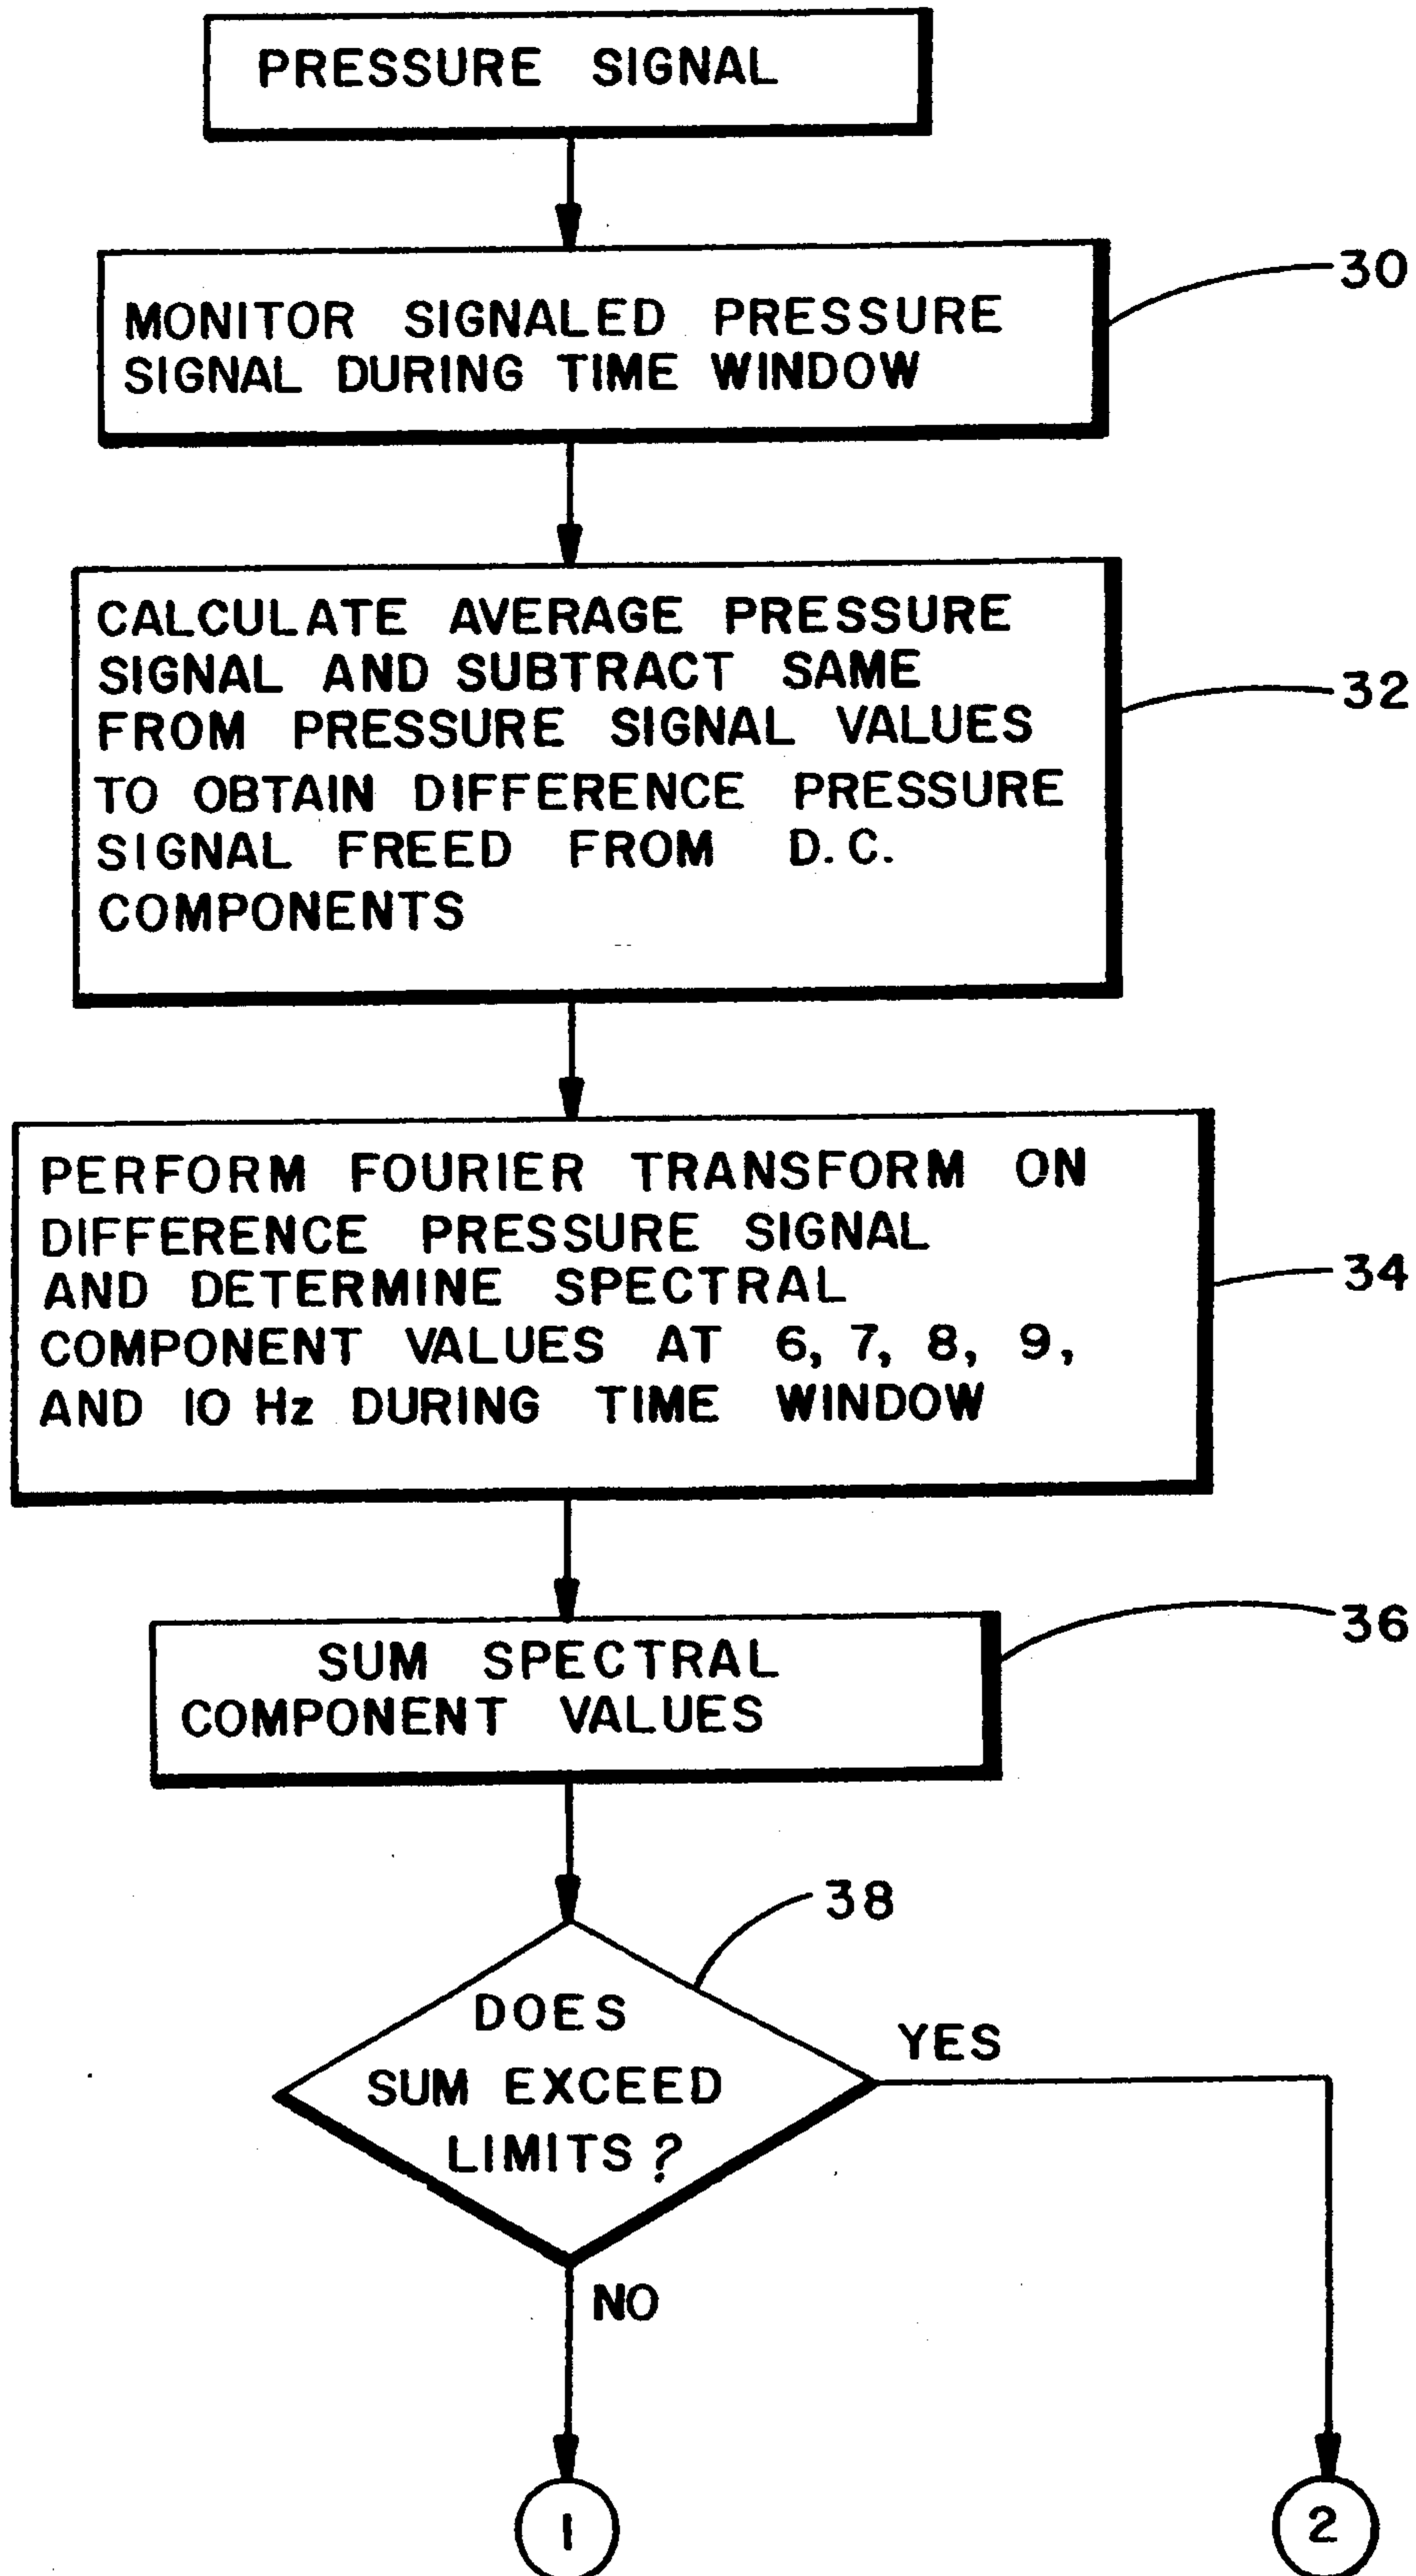 PRESSURE SIGNAL
30
MONITOR SIGNALED PRESSURE
SIGNAL DURING TIME WINDOW
CALCULATE AVERAGE PRESSURE
SIGNAL AND SUBTRACT SAME
32
FROM PRESSURE SIGNAL VALUES
TO OBTAIN DIFFERENCE PRESSURE
SIGNAL FREED FROM D.C.
COMPONENTS
PERFORM FOURIER TRANSFORM ON
DIFFERENCE PRESSURE SIGNAL
AND DETERMINE SPECTRAL
34
COMPONENT VALUES AT 6, 7, 8, 9,
AND 10 Hz DURING TIME WINDOW
36
SUM SPECTRAL
COMPONENT VALUES
38
DOES
SUM EXCEED
LIMITS?
YES
NO
1
2